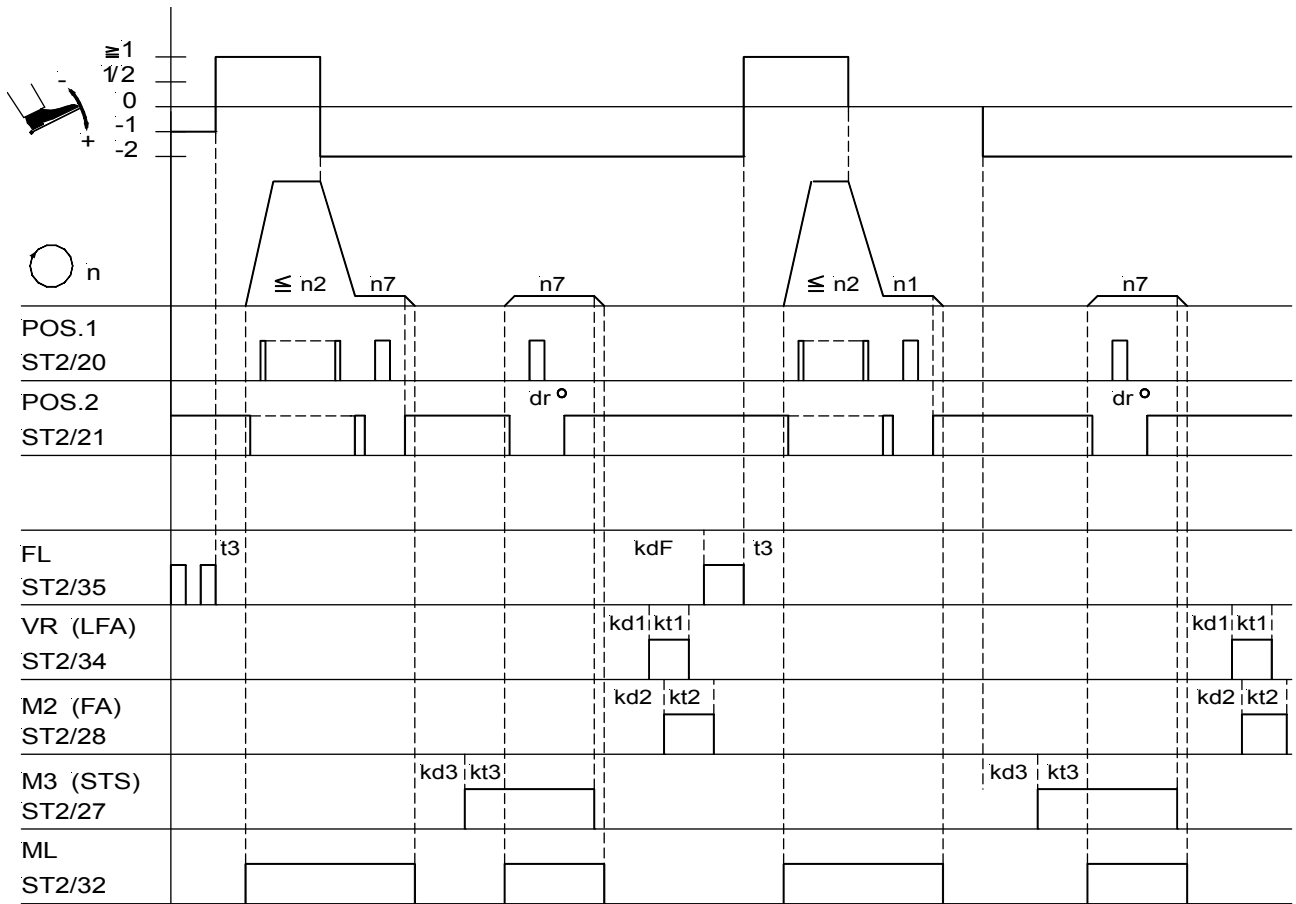 ≧1
1/2
0
-1
-2
-
+
n
≦ n2 n7 n7 ≦ n2 n1 n7
POS.1
ST2/20
POS.2 dr° dr°
ST2/21
FL t3 kdF t3
ST2/35
VR (LFA) kd1 kt1 kd1 kt1
ST2/34
M2 (FA) kd2 kt2 kd2 kt2
ST2/28
M3 (STS) kd3 kt3 kd3 kt3
ST2/27
ML
ST2/32